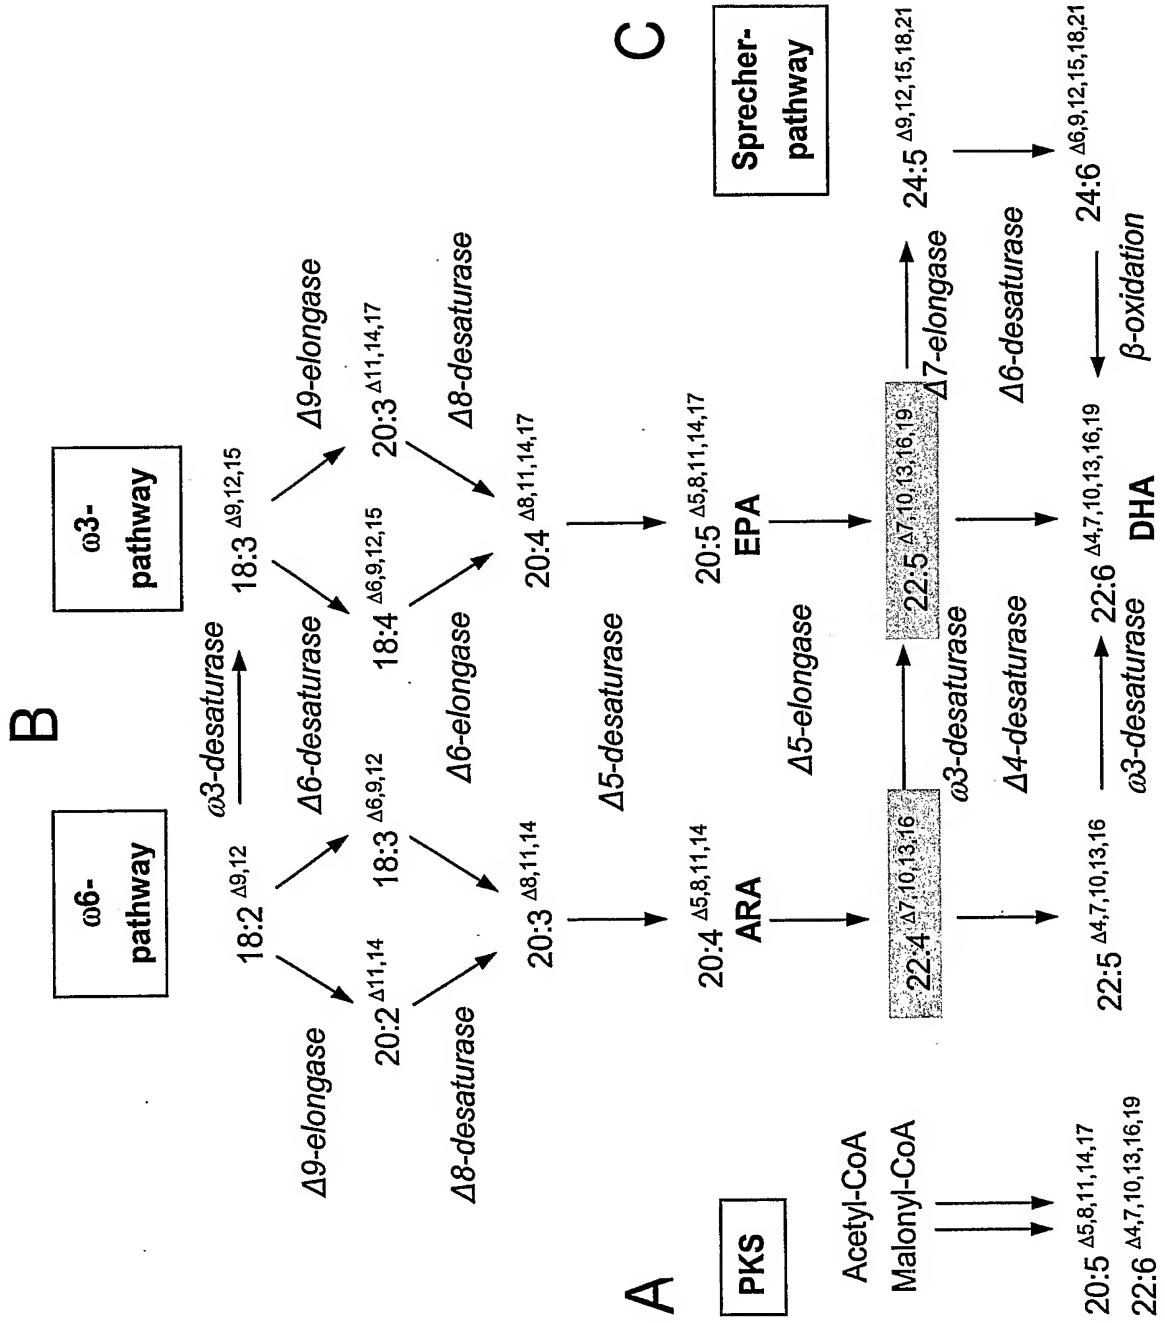 B
ω6-
pathway
ω3-
pathway
18:2 Δ9,12
ω3-desaturase
18:3 Δ9,12,15
Δ9-elongase
Δ6-desaturase
Δ9-elongase
20:2 Δ11,14
18:3 Δ6,9,12
18:4 Δ6,9,12,15
20:3 Δ11,14,17
Δ8-desaturase
Δ6-elongase
Δ8-desaturase
20:3 Δ8,11,14
20:4 Δ8,11,14,17
Δ5-desaturase
20:4 Δ5,8,11,14
ARA
20:5 Δ5,8,11,14,17
EPA
Δ5-elongase
22:4 Δ7,10,13,16
ω3-desaturase
22:5 Δ7,10,13,16,19
Δ4-desaturase
22:5 Δ4,7,10,13,16
ω3-desaturase
22:6 Δ4,7,10,13,16,19
DHA
A
PKS
Acetyl-CoA
Malonyl-CoA
20:5 Δ5,8,11,14,17
22:6 Δ4,7,10,13,16,19
C
Sprecher-
pathway
Δ7-elongase
24:5 Δ9,12,15,18,21
Δ6-desaturase
24:6 Δ6,9,12,15,18,21
β-oxidation